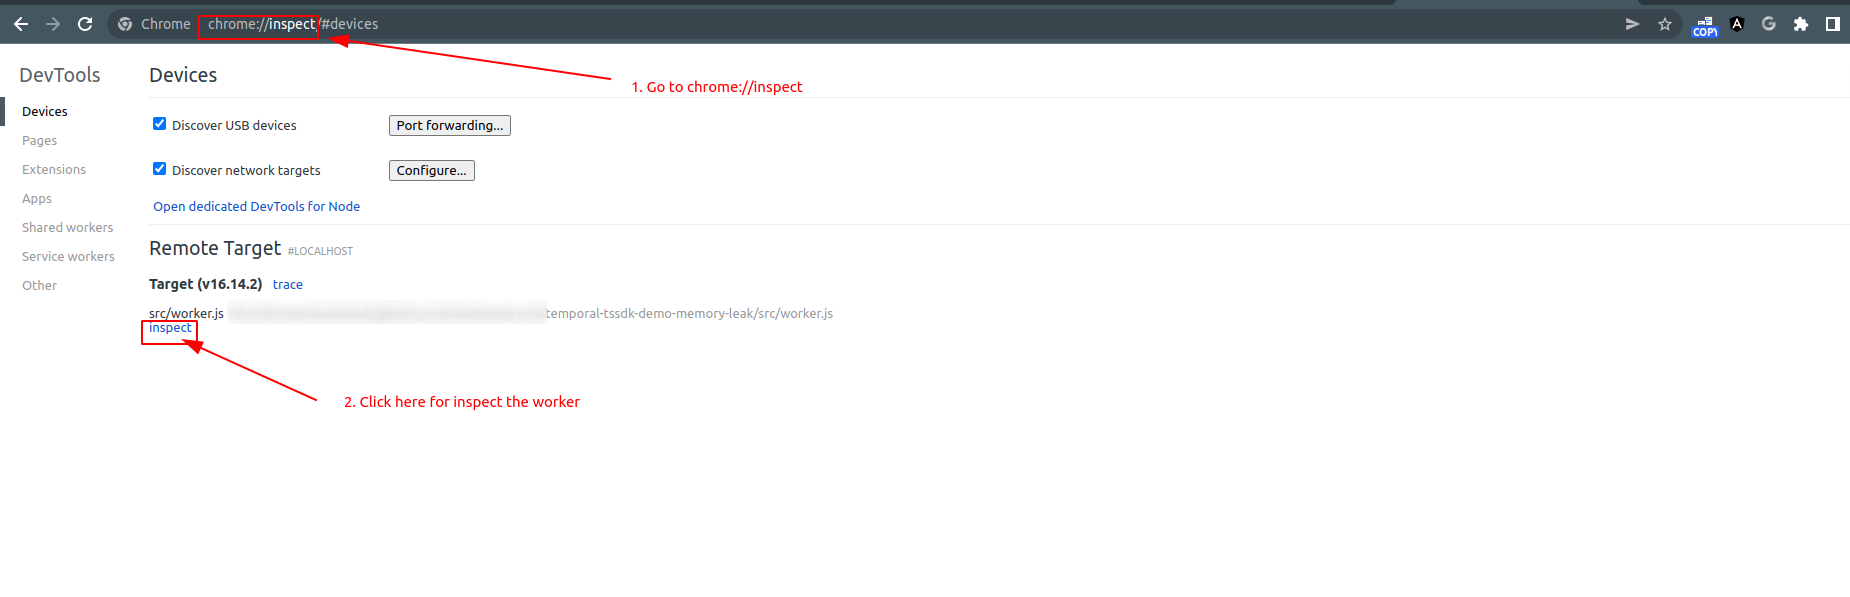 Chrome chrome://inspect/#devices
COPY
DevTools
Devices
Pages
Extensions
Apps
Shared workers
Service workers
Other
Devices
1. Go to chrome://inspect
Discover USB devices Port forwarding...
Discover network targets Configure...
Open dedicated DevTools for Node
Remote Target #LOCALHOST
Target (v16.14.2) trace
src/worker.js temporal-tssdk-demo-memory-leak/src/worker.js
inspect
2. Click here for inspect the worker